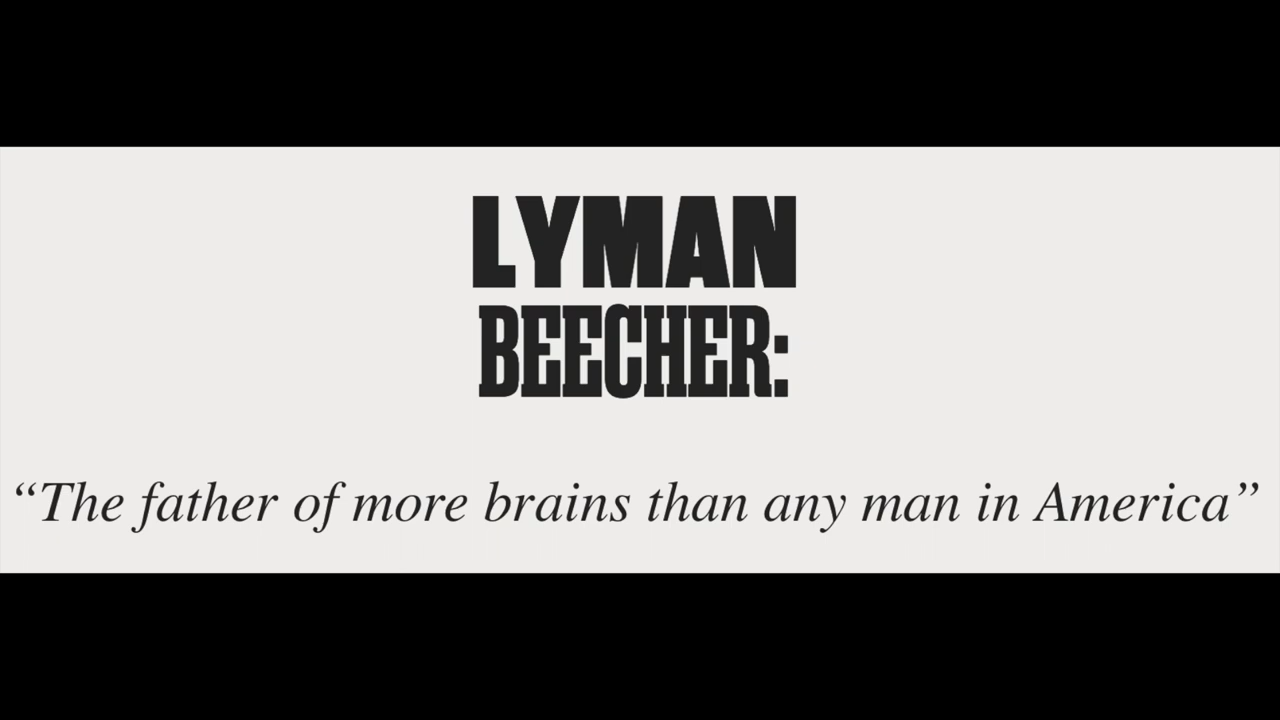 LYMAN
BEECHER:
“The father of more brains than any man in America”